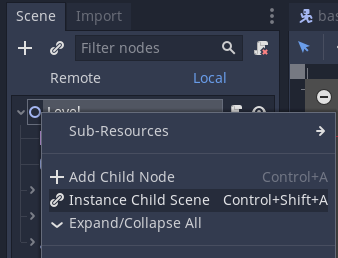 Scene Import
bas
Filter nodes
Remote Local
Level
Sub-Resources
Add Child Node Control+A
Instance Child Scene Control+Shift+A
Expand/Collapse All